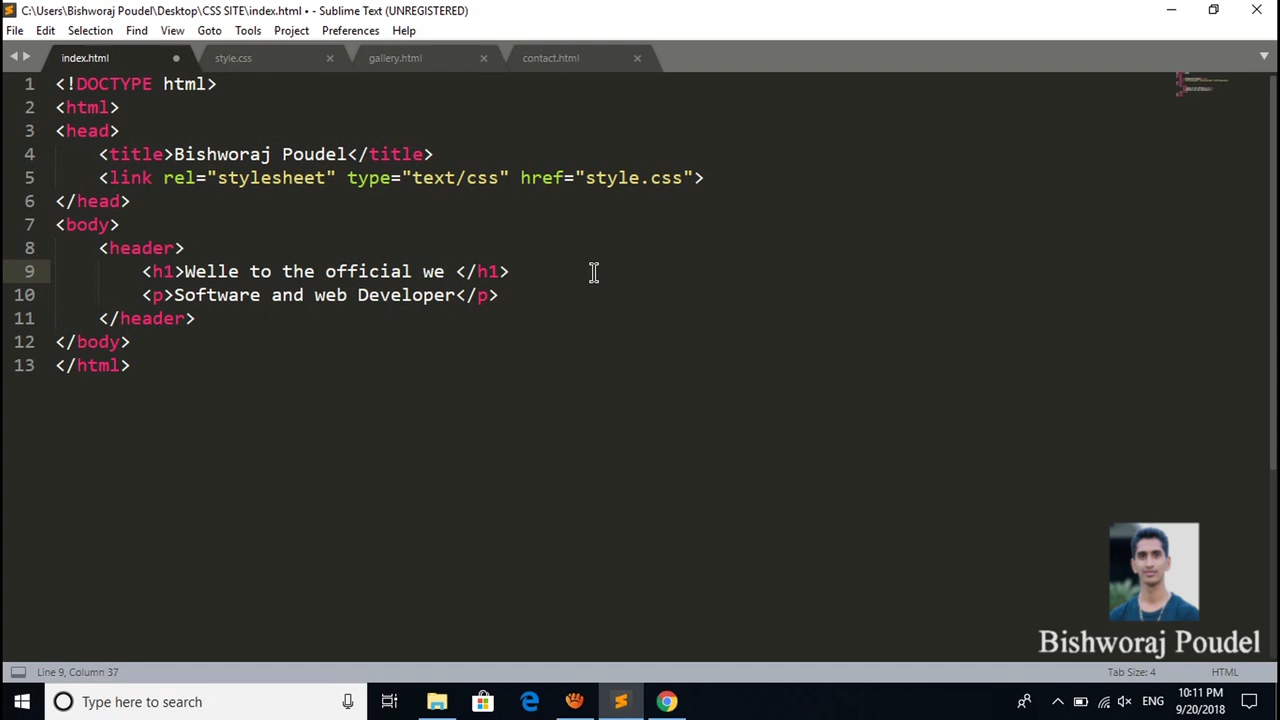 C:\Users\Bishworaj Poudel\Desktop\CSS SITE\index.html • - Sublime Text (UNREGISTERED)
File Edit Selection Find View Goto Tools Project Preferences Help
index.html style.css gallery.html contact.html
1 <!DOCTYPE html>
2 <html>
3 <head>
4 <title>Bishworaj Poudel</title>
5 <link rel="stylesheet" type="text/css" href="style.css">
6 </head>
7 <body>
8 <header>
9 <h1>Welle to the official we </h1>
10 <p>Software and web Developer</p>
11 </header>
12 </body>
13 </html>
Bishworaj Poudel
Line 9, Column 37 Tab Size: 4 HTML
Type here to search ENG 10:11 PM
9/20/2018